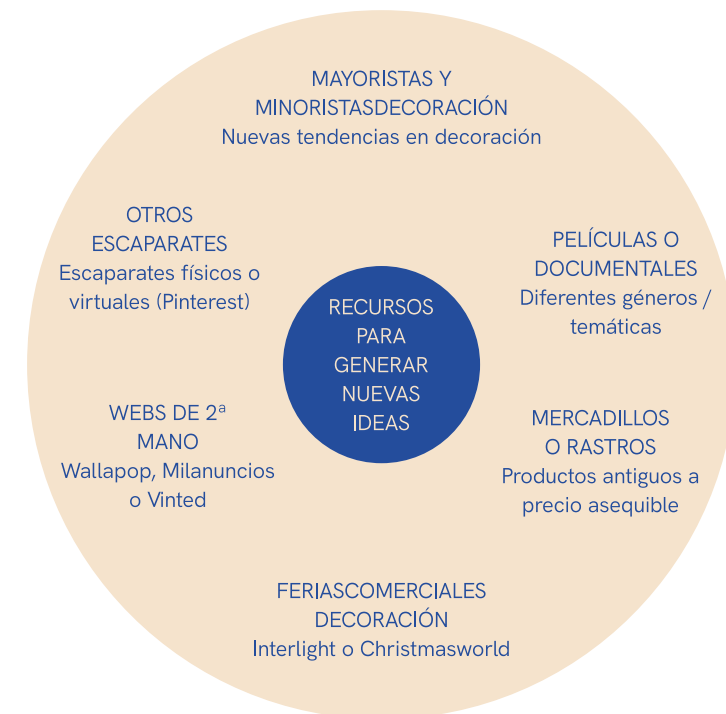 MAYORISTAS Y
MINORISTASDECORACIÓN
Nuevas tendencias en decoración
OTROS
ESCAPARATES
Escaparates físicos o
virtuales (Pinterest)
PELÍCULAS O
DOCUMENTALES
Diferentes géneros /
temáticas
RECURSOS
PARA
GENERAR
NUEVAS
IDEAS
WEBS DE 2ª
MANO
Wallapop, Milanuncios
o Vinted
MERCADILLOS
O RASTROS
Productos antiguos a
precio asequible
FERIASCOMERCIALES
DECORACIÓN
Interlight o Christmasworld